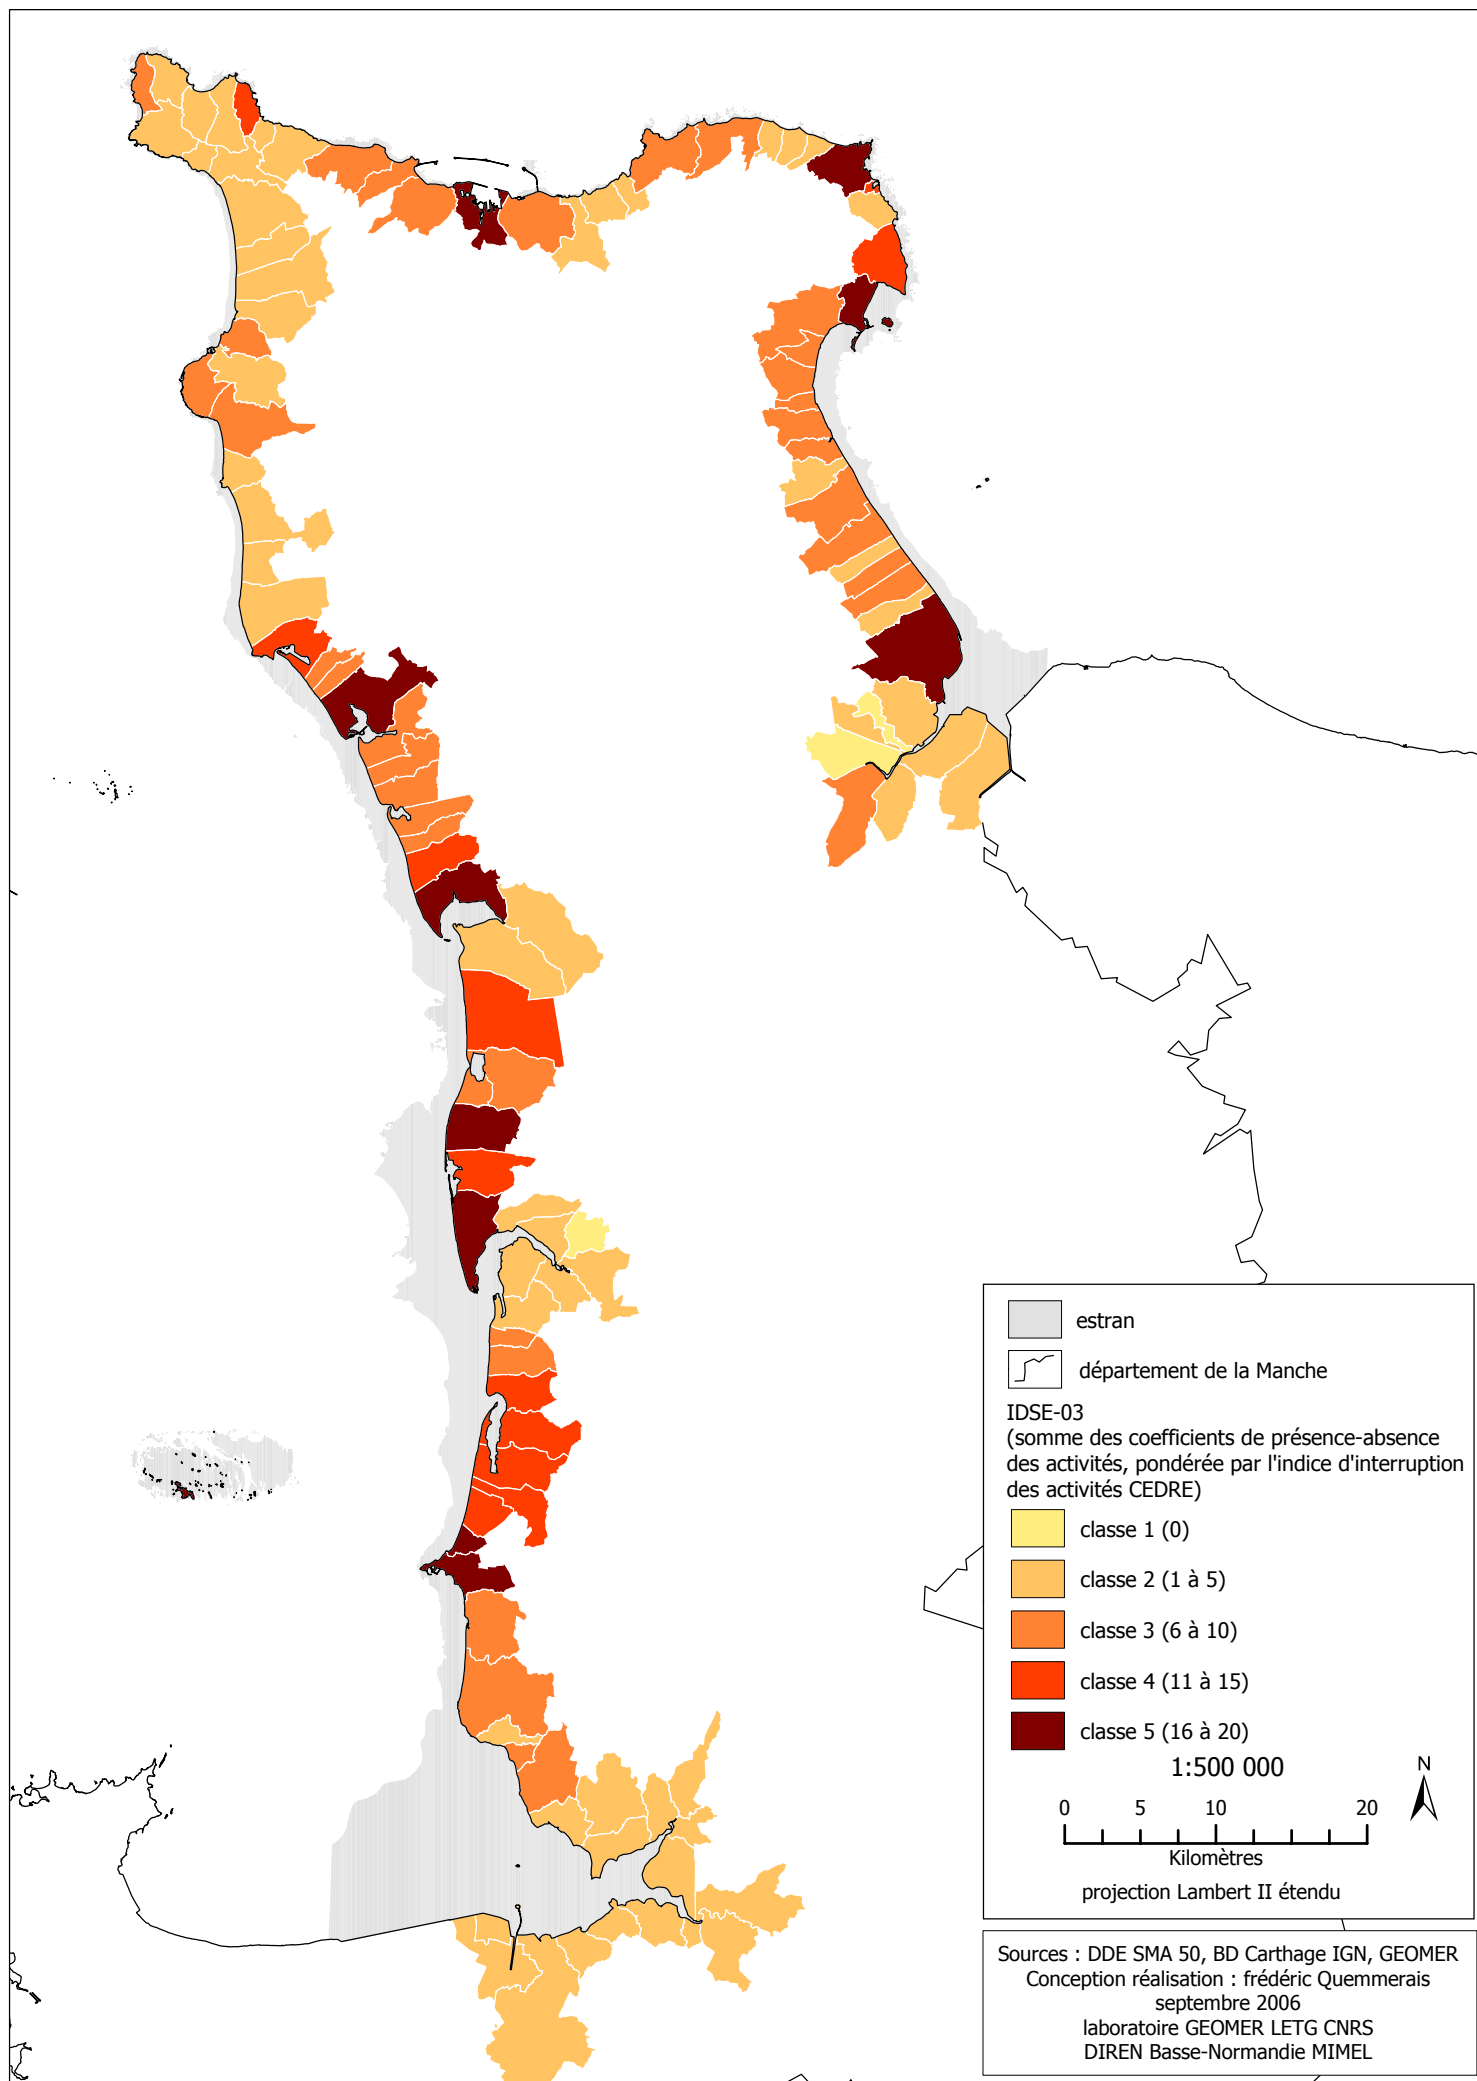 estran
département de la Manche
IDSE-03
(somme des coefficients de présence-absence
des activités, pondérée par l'indice d'interruption
des activités CEDRE)
classe 1 (0)
classe 2 (1 à 5)
classe 3 (6 à 10)
classe 4 (11 à 15)
classe 5 (16 à 20)
1:500 000
N
0 5 10 20
Kilomètres
projection Lambert II étendu
Sources : DDE SMA 50, BD Carthage IGN, GEOMER
Conception réalisation : frédéric Quemmerais
septembre 2006
laboratoire GEOMER LETG CNRS
DIREN Basse-Normandie MIMEL